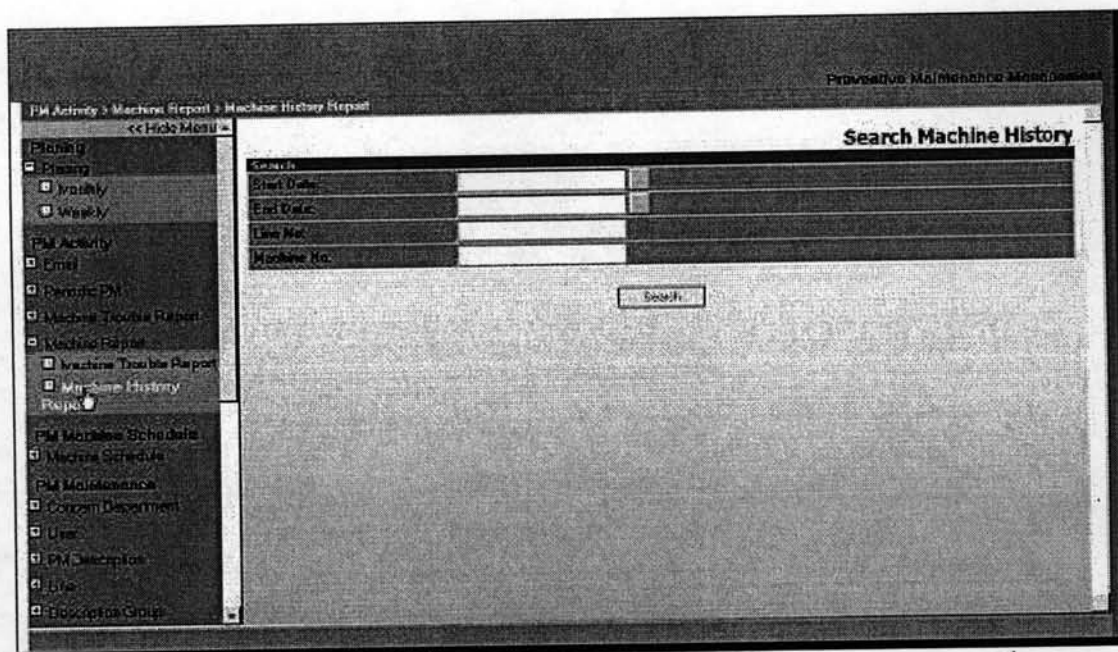 Preventive Maintenance Management
PM Activity > Machine Report > Machine History Report
<< Hide Menu
Planing
Planing
Monthly
Weekly
PM Activity
Email
Periodic PM
Machine Trouble Report
Machine Report
Machine Trouble Report
Machine History
Report
PM Machine Schedule
Machine Schedule
PM Maintenance
Concern Department
User
PM Description
Line
Description Group
Search Machine History
Search
Start Date:
End Date:
Line No:
Machine No:
Search